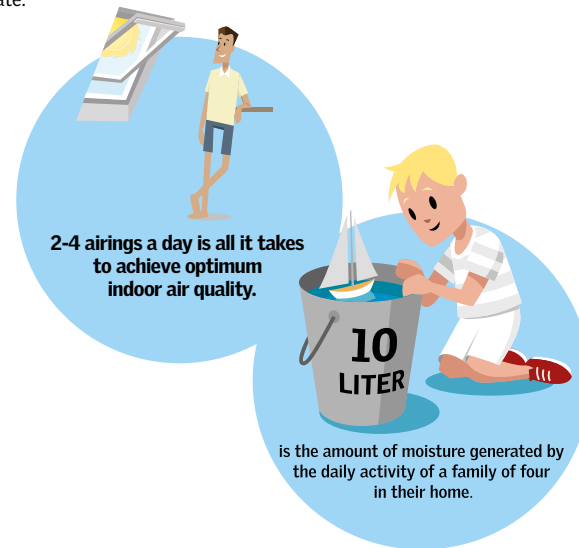 ate.
2-4 airings a day is all it takes
to achieve optimum
indoor air quality.
10
LITER
is the amount of moisture generated by
the daily activity of a family of four
in their home.